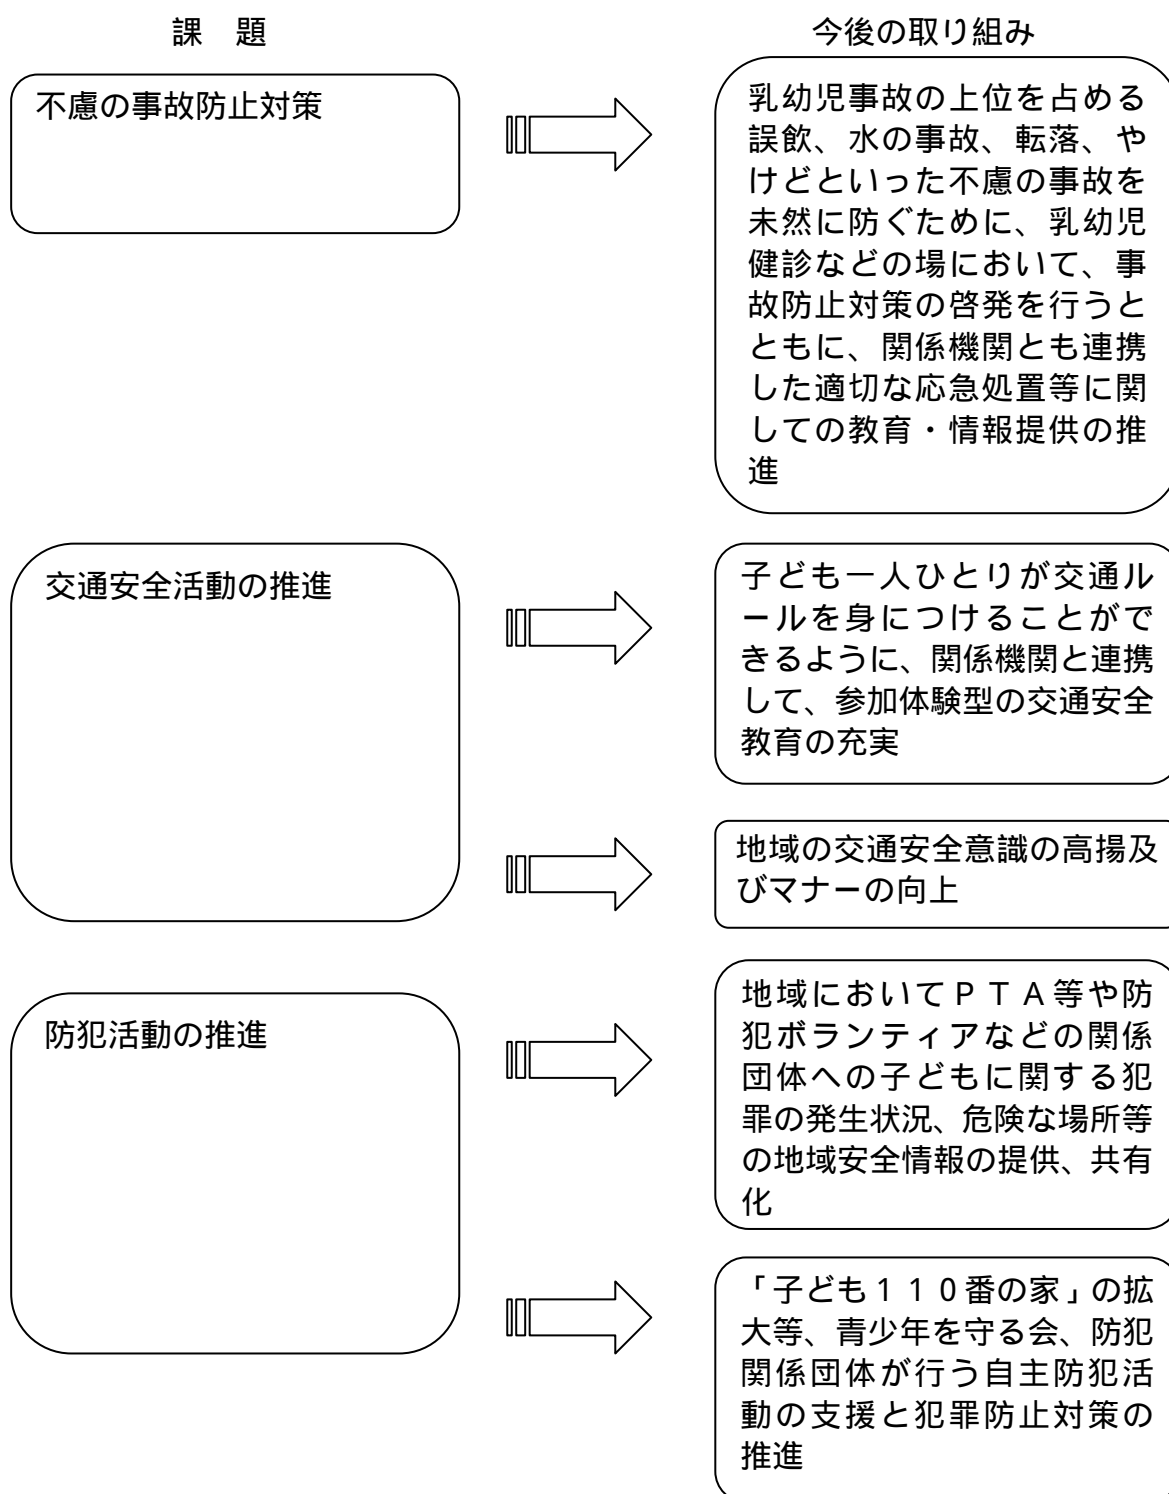 課　題
今後の取り組み
不慮の事故防止対策
乳幼児事故の上位を占める
誤飲、水の事故、転落、や
けどといった不慮の事故を
未然に防ぐために、乳幼児
健診などの場において、事
故防止対策の啓発を行うと
ともに、関係機関とも連携
した適切な応急処置等に関
しての教育・情報提供の推
進
交通安全活動の推進
子ども一人ひとりが交通ル
ールを身につけることがで
きるように、関係機関と連携
して、参加体験型の交通安全
教育の充実
地域の交通安全意識の高揚及
びマナーの向上
防犯活動の推進
地域においてＰＴＡ等や防
犯ボランティアなどの関係
団体への子どもに関する犯
罪の発生状況、危険な場所等
の地域安全情報の提供、共有
化
「子ども１１０番の家」の拡
大等、青少年を守る会、防犯
関係団体が行う自主防犯活
動の支援と犯罪防止対策の
推進